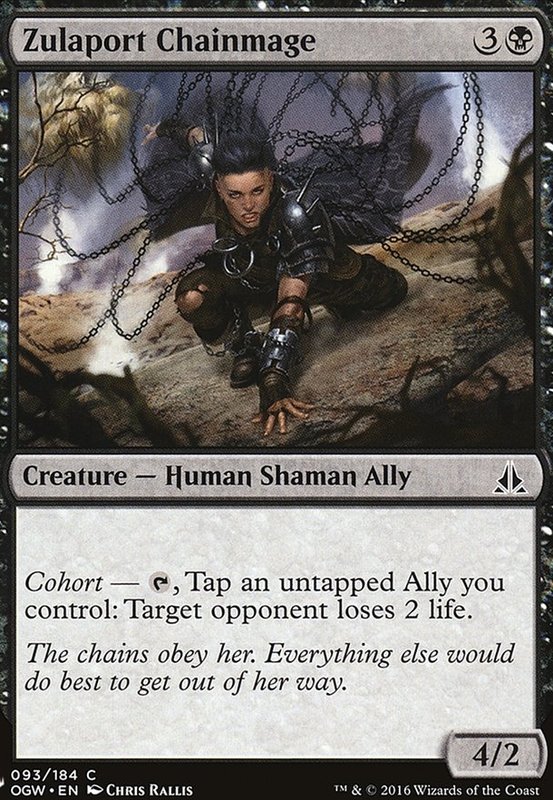 Zulaport Chainmage 3
Creature — Human Shaman Ally
Cohort — , Tap an untapped Ally you
control: Target opponent loses 2 life.
The chains obey her. Everything else would
do best to get out of her way.
4/2
093/184 C
OGW • EN Chris Rallis
™ & © 2016 Wizards of the Coast